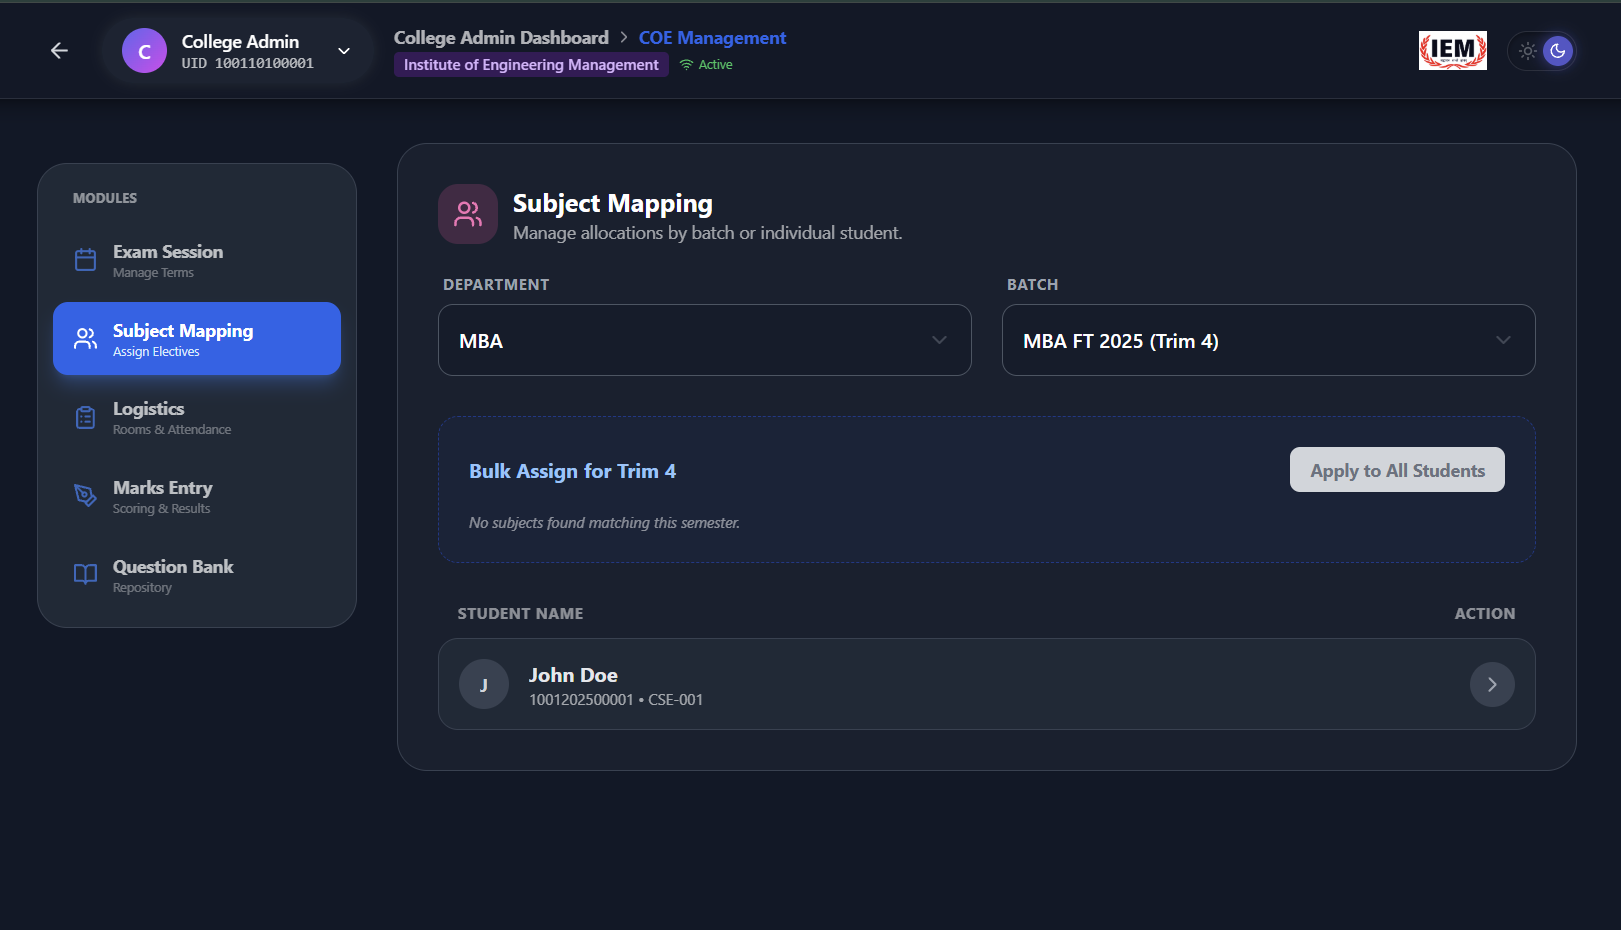 C
College Admin
UID 100110100001
College Admin Dashboard > COE Management
Institute of Engineering Management
Active
IEM
MODULES
Exam Session
Manage Terms
Subject Mapping
Assign Electives
Logistics
Rooms & Attendance
Marks Entry
Scoring & Results
Question Bank
Repository
Subject Mapping
Manage allocations by batch or individual student.
DEPARTMENT
MBA
BATCH
MBA FT 2025 (Trim 4)
Bulk Assign for Trim 4
Apply to All Students
No subjects found matching this semester.
STUDENT NAME
ACTION
J
John Doe
1001202500001 • CSE-001